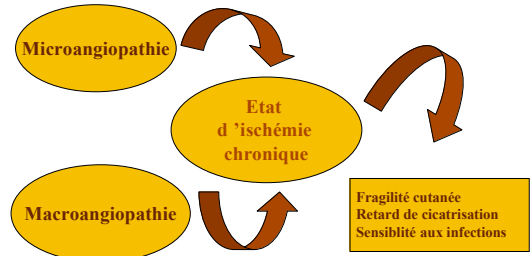 Microangiopathie
Etat
d ’ischémie
chronique
Macroangiopathie
Fragilité cutanée
Retard de cicatrisation
Sensiblité aux infections